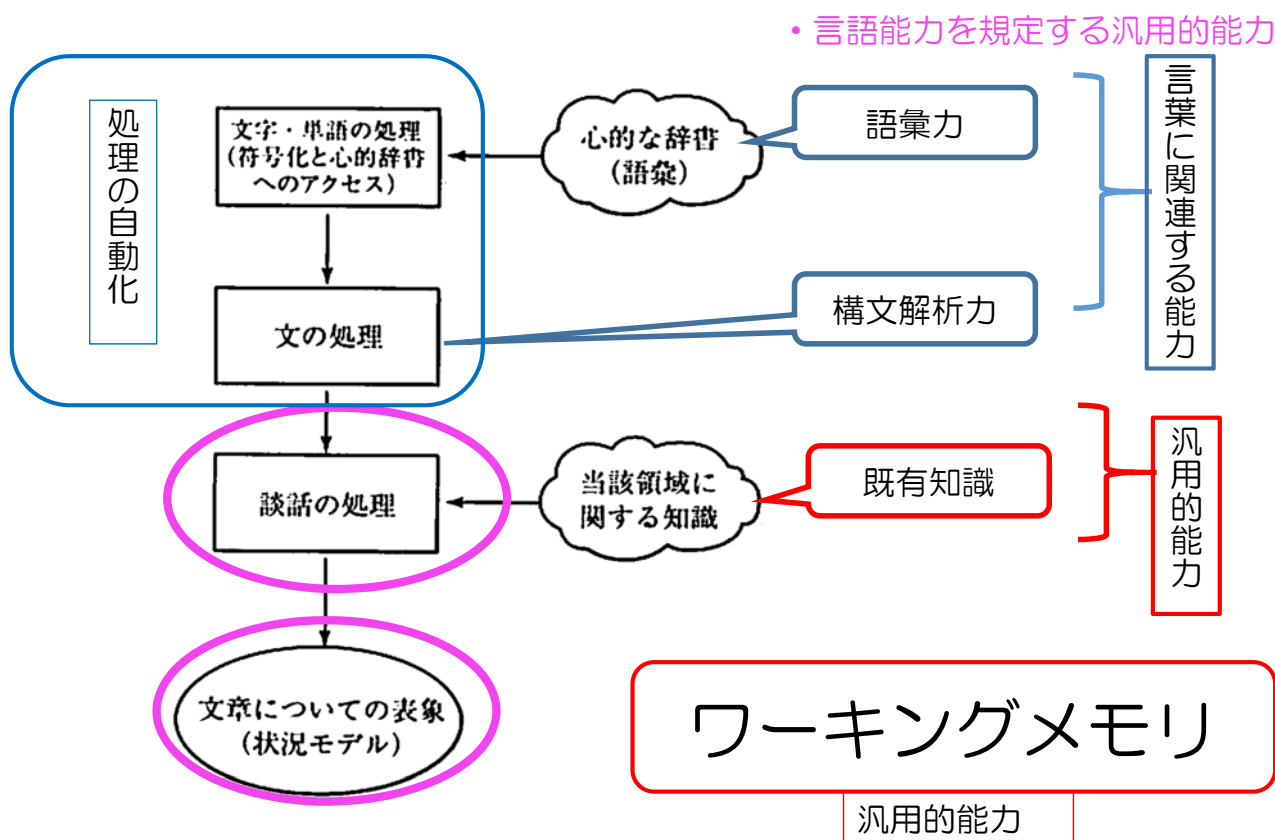 ・言語能力を規定する汎用的能力
処理の自動化
文字・単語の処理
(符号化と心的辞書
へのアクセス)
心的な辞書
(語彙)
語彙力
言葉に関連する能力
文の処理
構文解析力
談話の処理
当該領域に
関する知識
既有知識
汎用的能力
文章についての表象
(状況モデル)
ワーキングメモリ
汎用的能力